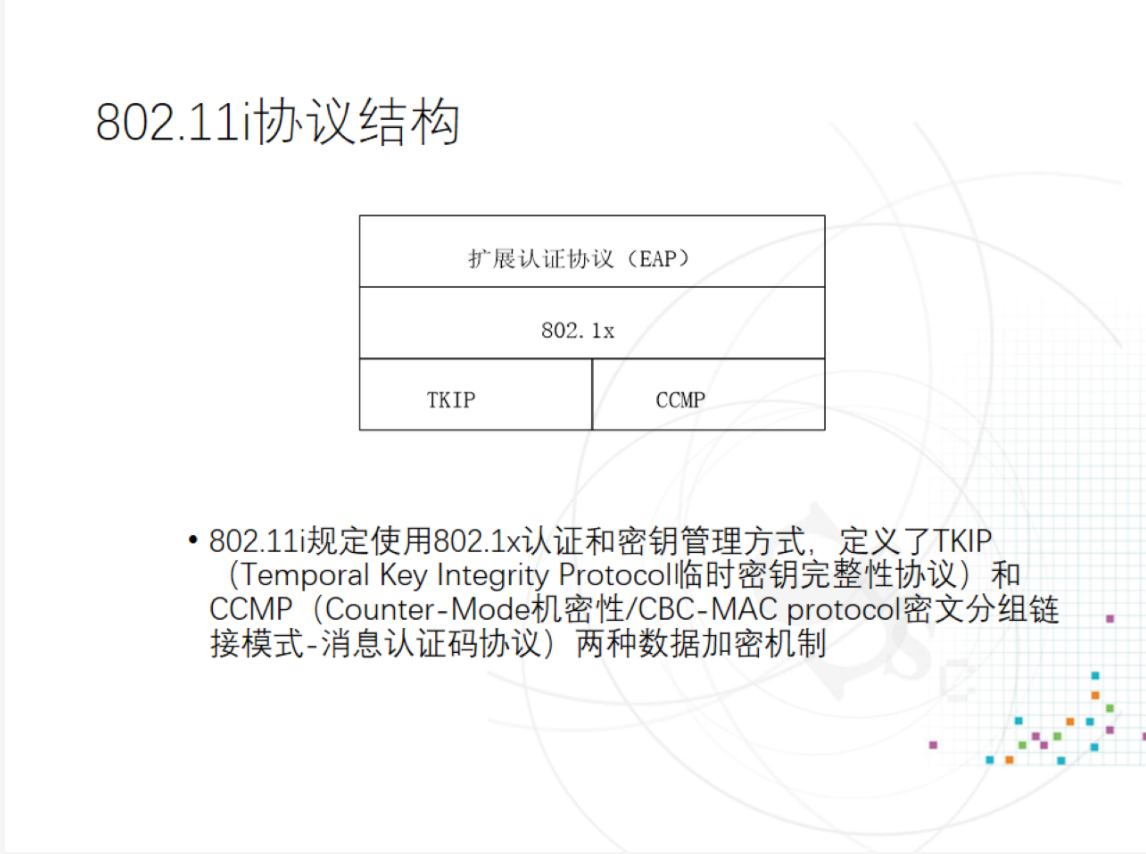 802.11i协议结构
扩展认证协议（EAP）
802.1x
TKIP
CCMP
• 802.11i规定使用802.1x认证和密钥管理方式，定义了TKIP
（Temporal Key Integrity Protocol临时密钥完整性协议）和
CCMP（Counter-Mode机密性/CBC-MAC protocol密文分组链
接模式-消息认证码协议）两种数据加密机制